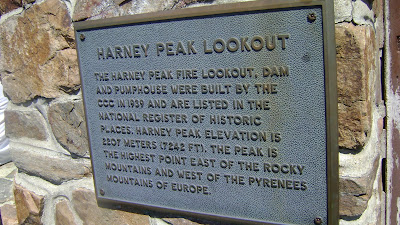 HARNEY PEAK LOOKOUT
THE HARNEY PEAK FIRE LOOKOUT, DAM
AND PUMPHOUSE WERE BUILT BY THE
CCC IN 1939 AND ARE LISTED IN THE
NATIONAL REGISTER OF HISTORIC
PLACES. HARNEY PEAK ELEVATION IS
2207 METERS (7242 FT). THE PEAK IS
THE HIGHEST POINT EAST OF THE ROCKY
MOUNTAINS AND WEST OF THE PYRENEES
MOUNTAINS OF EUROPE.